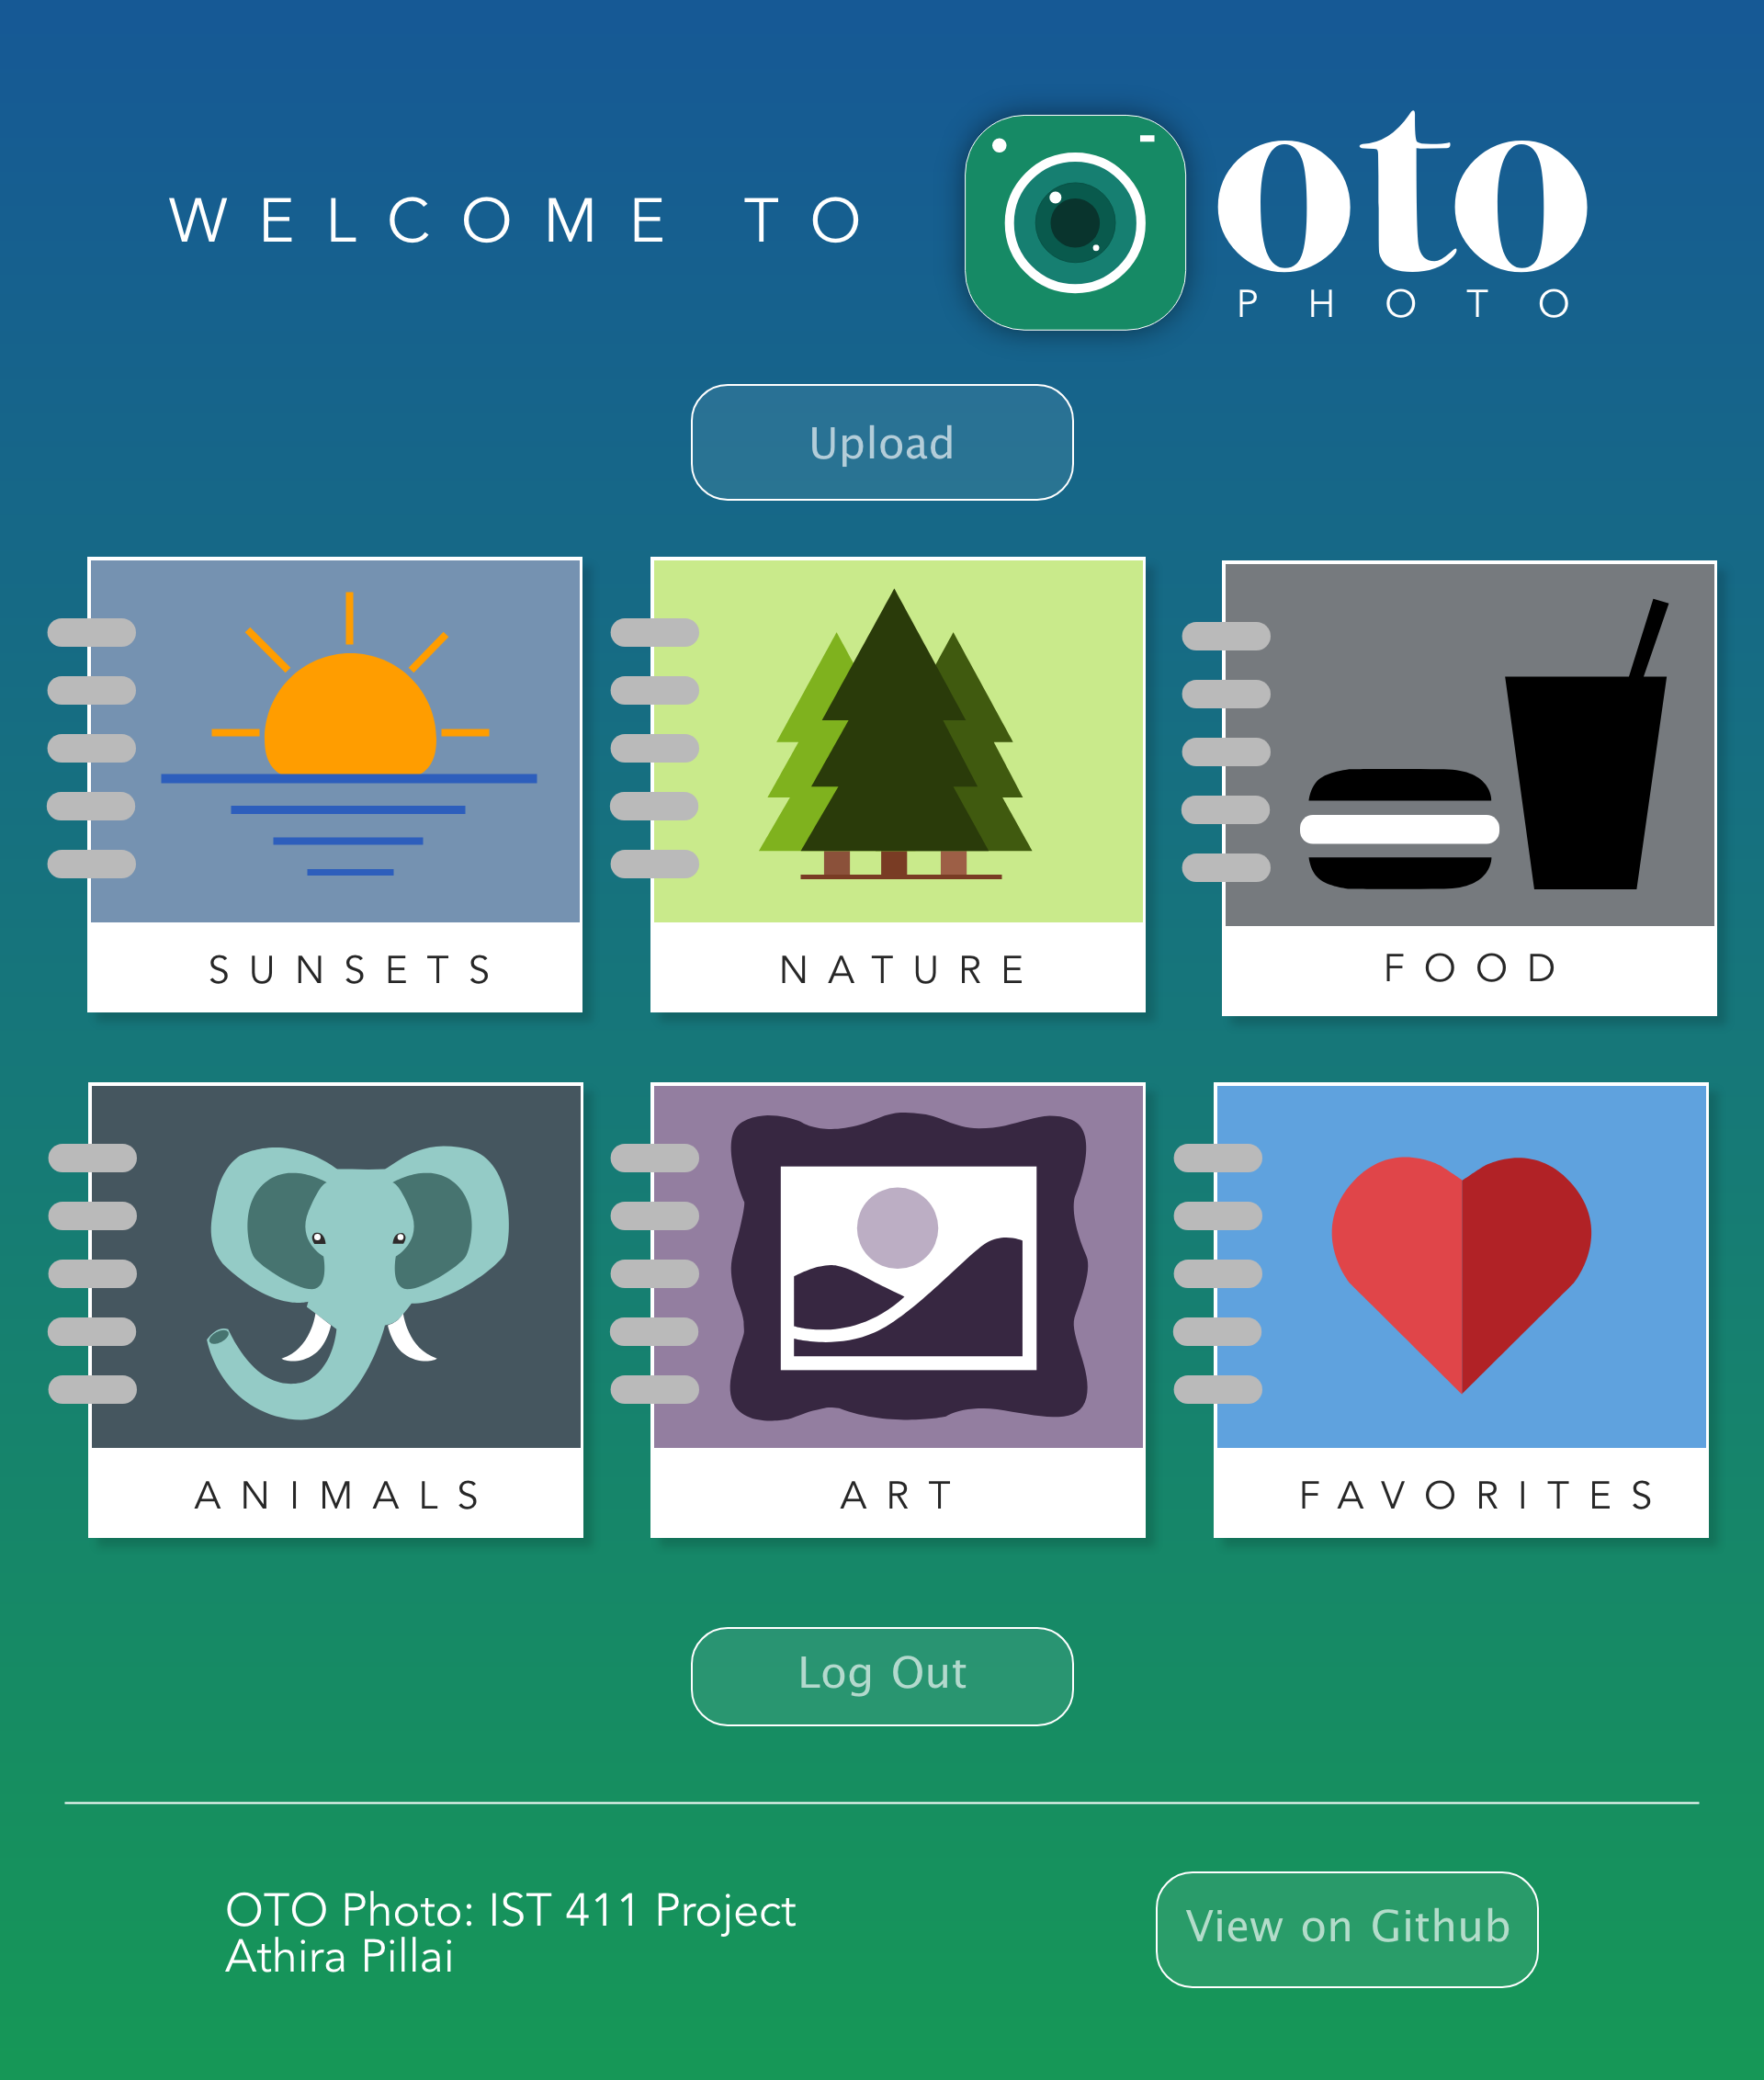 WELCOME TO oto
PHOTO
Upload
SUNSETS
NATURE
FOOD
ANIMALS
ART
FAVORITES
Log Out
OTO Photo: IST 411 Project
Athira Pillai
View on Github